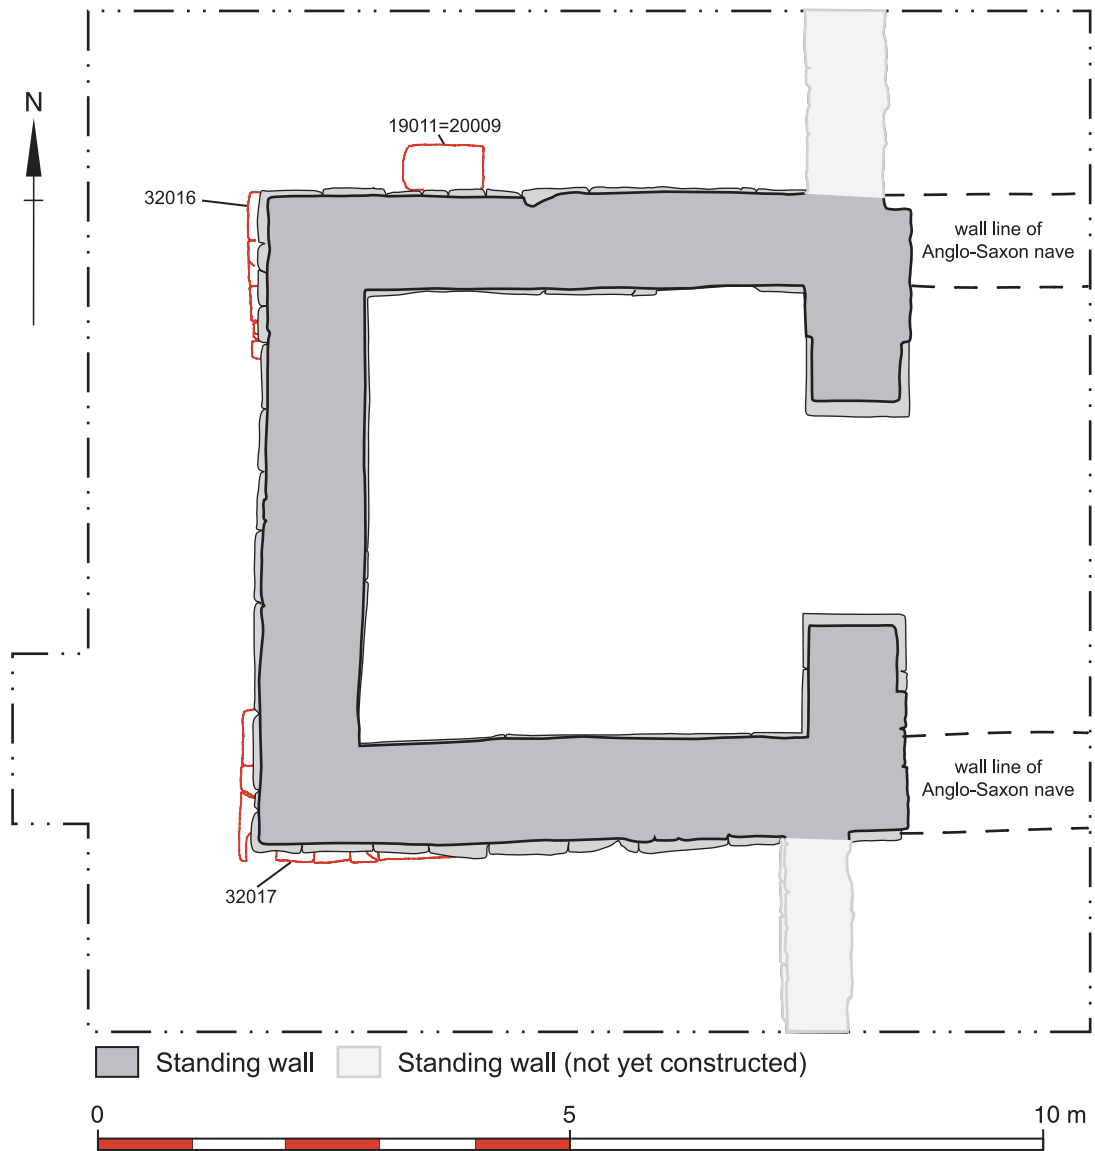 N
19011=20009
32016
wall line of
Anglo-Saxon nave
wall line of
Anglo-Saxon nave
32017
Standing wall
Standing wall (not yet constructed)
0
5
10 m